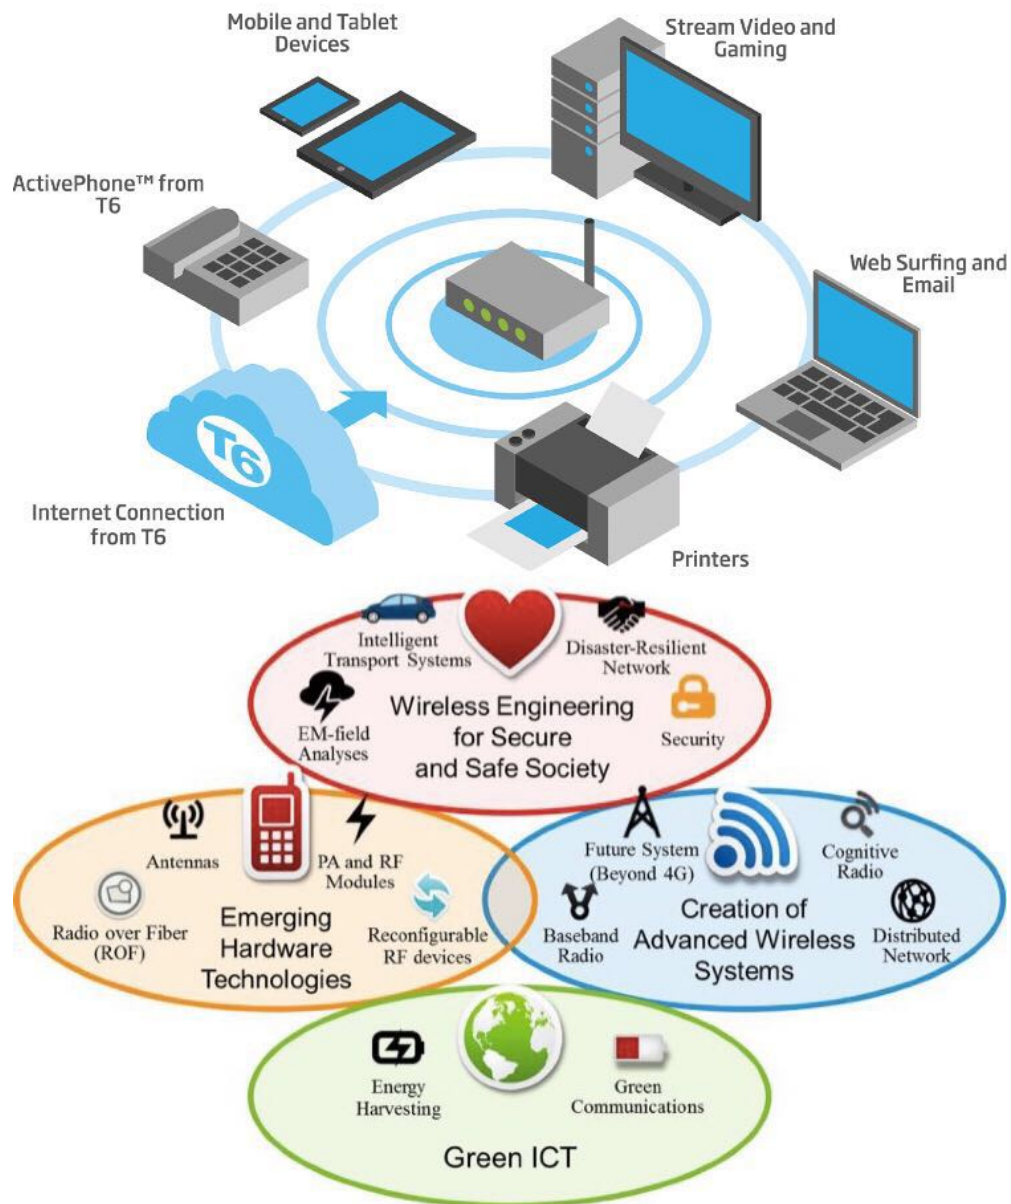 Mobile and Tablet
Devices
Stream Video and
Gaming
ActivePhone™ from
T6
Web Surfing and
Email
T6
Internet Connection
from T6
Printers
Intelligent
Transport Systems
Disaster-Resilient
Network
EM-field
Analyses
Wireless Engineering
for Secure
and Safe Society
Security
Antennas
PA and RF
Modules
Radio over Fiber
(ROF)
Emerging
Hardware
Technologies
Reconfigurable
RF devices
Future System
(Beyond 4G)
Cognitive
Radio
Baseband
Radio
Creation of
Advanced Wireless
Systems
Distributed
Network
Energy
Harvesting
Green
Communications
Green ICT